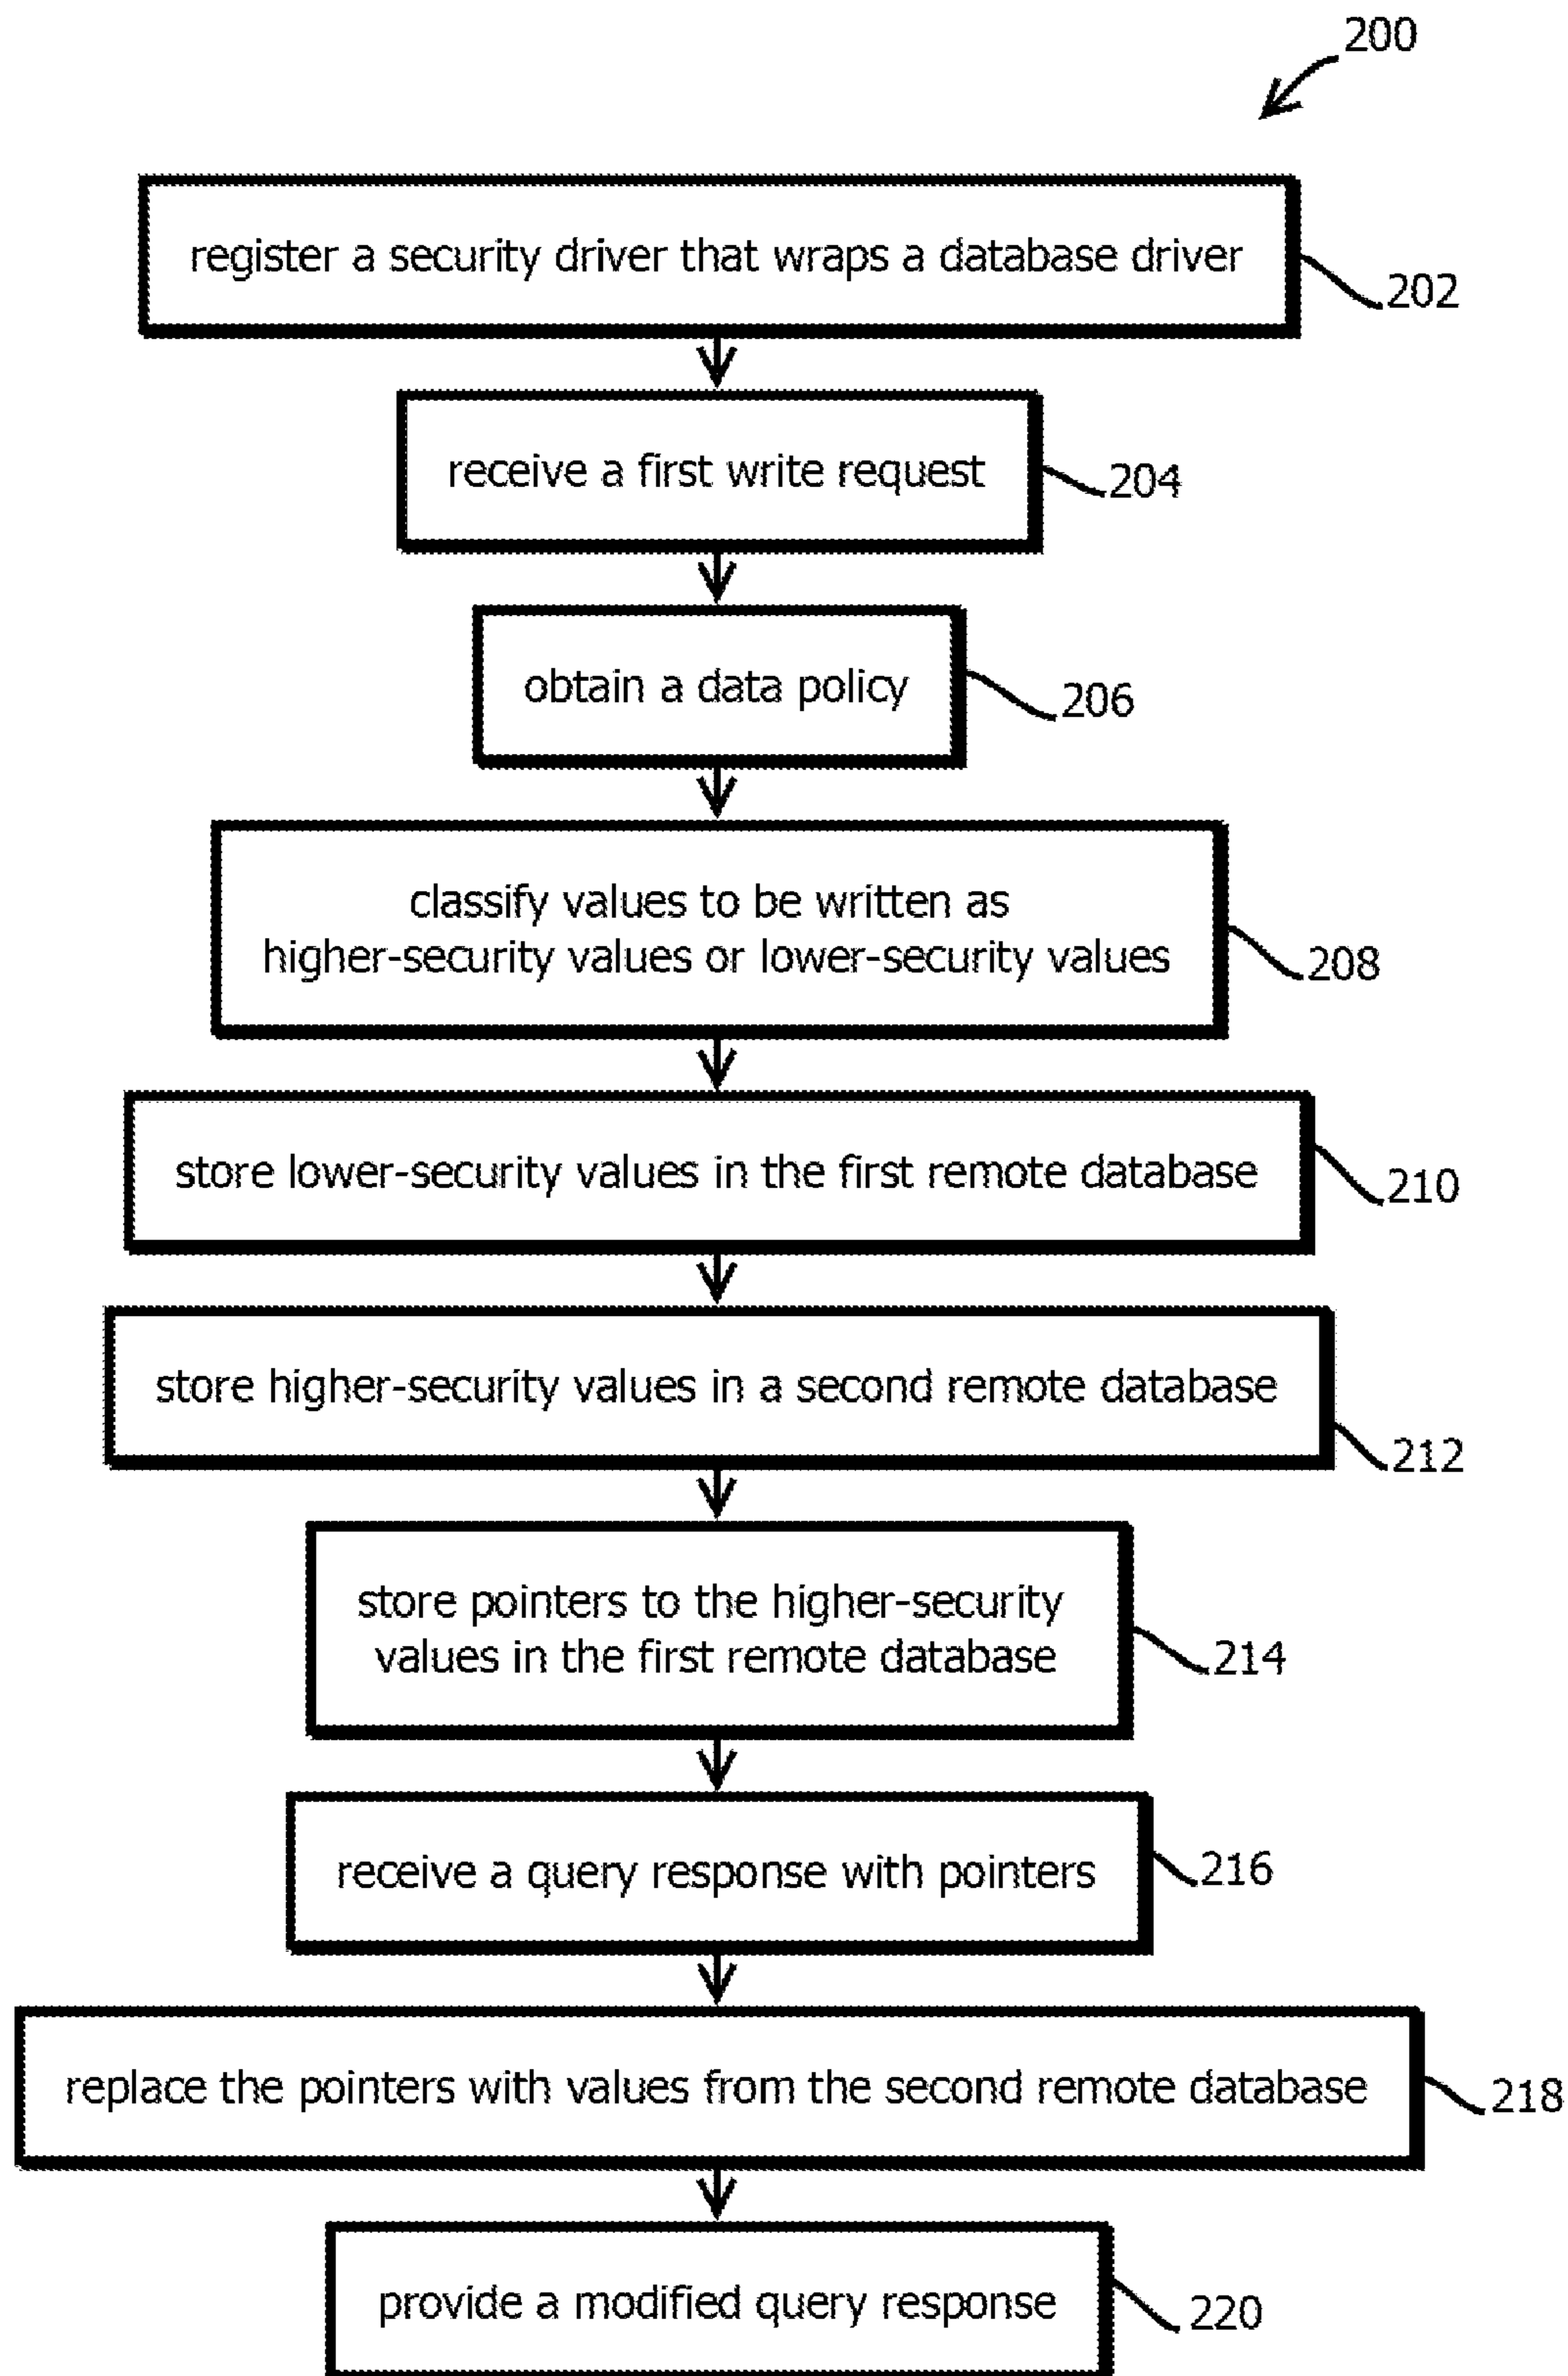 200
register a security driver that wraps a database driver
202
receive a first write request
204
obtain a data policy
206
classify values to be written as
higher-security values or lower-security values
208
store lower-security values in the first remote database
210
store higher-security values in a second remote database
212
store pointers to the higher-security
values in the first remote database
214
receive a query response with pointers
216
replace the pointers with values from the second remote database
218
provide a modified query response
220